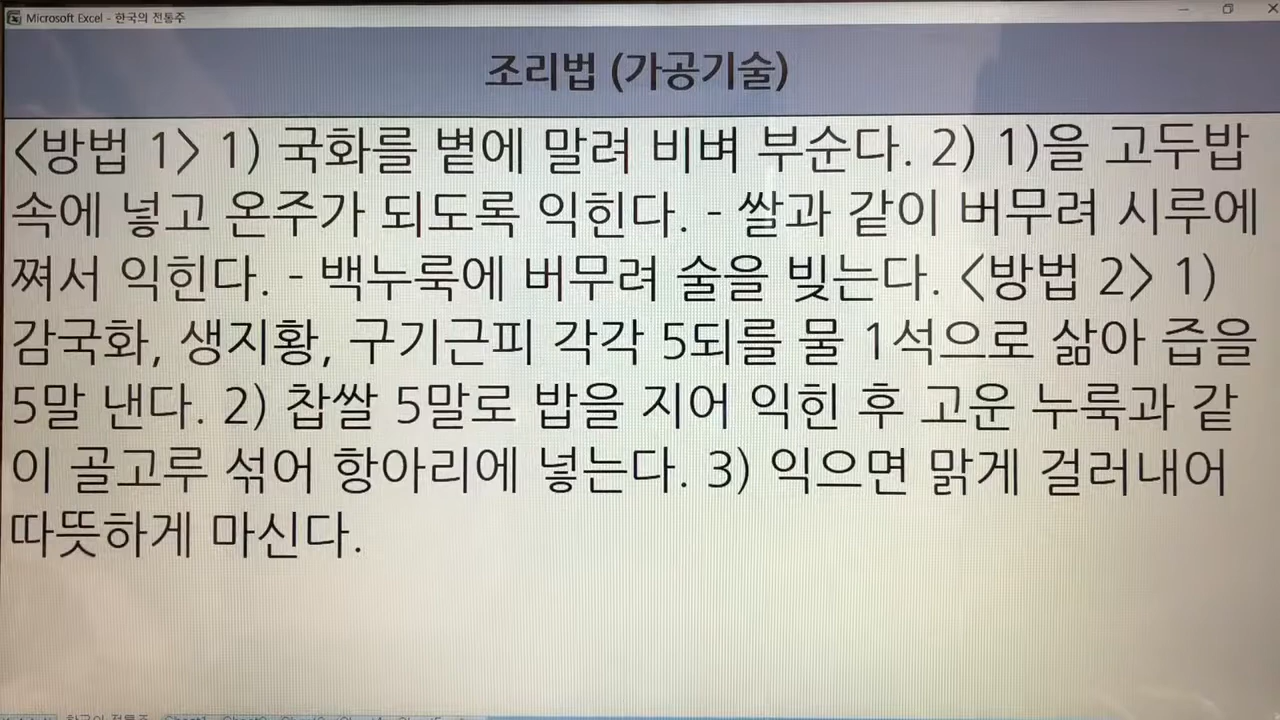 Microsoft Excel - 한국의 전통주
조리법 (가공기술)
<방법 1> 1) 국화를 볕에 말려 비벼 부순다. 2) 1)을 고두밥
속에 넣고 온주가 되도록 익힌다. - 쌀과 같이 버무려 시루에
쪄서 익힌다. - 백누룩에 버무려 술을 빚는다. <방법 2> 1)
감국화, 생지황, 구기근피 각각 5되를 물 1석으로 삶아 즙을
5말 낸다. 2) 찹쌀 5말로 밥을 지어 익힌 후 고운 누룩과 같
이 골고루 섞어 항아리에 넣는다. 3) 익으면 맑게 걸러내어
따뜻하게 마신다.